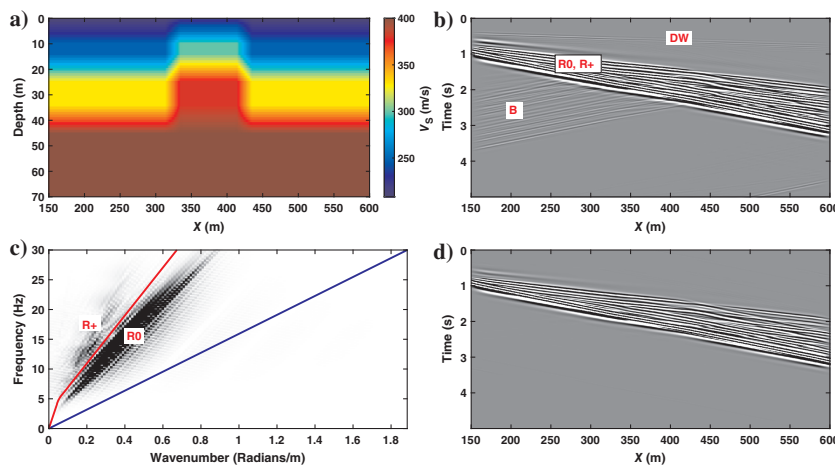 a)
0
10
20
30
40
50
60
70
Depth (m)
150 200 250 300 350 400 450 500 550 600
X (m)
400
350
300
250
v_S (m/s)
b)
0
1
2
3
4
Time (s)
DW
R0, R+
B
150 200 250 300 350 400 450 500 550 600
X (m)
c)
30
25
20
15
10
5
0
Frequency (Hz)
R+
R0
0 0.2 0.4 0.6 0.8 1 1.2 1.4 1.6 1.8
Wavenumber (Radians/m)
d)
0
1
2
3
4
Time (s)
150 200 250 300 350 400 450 500 550 600
X (m)